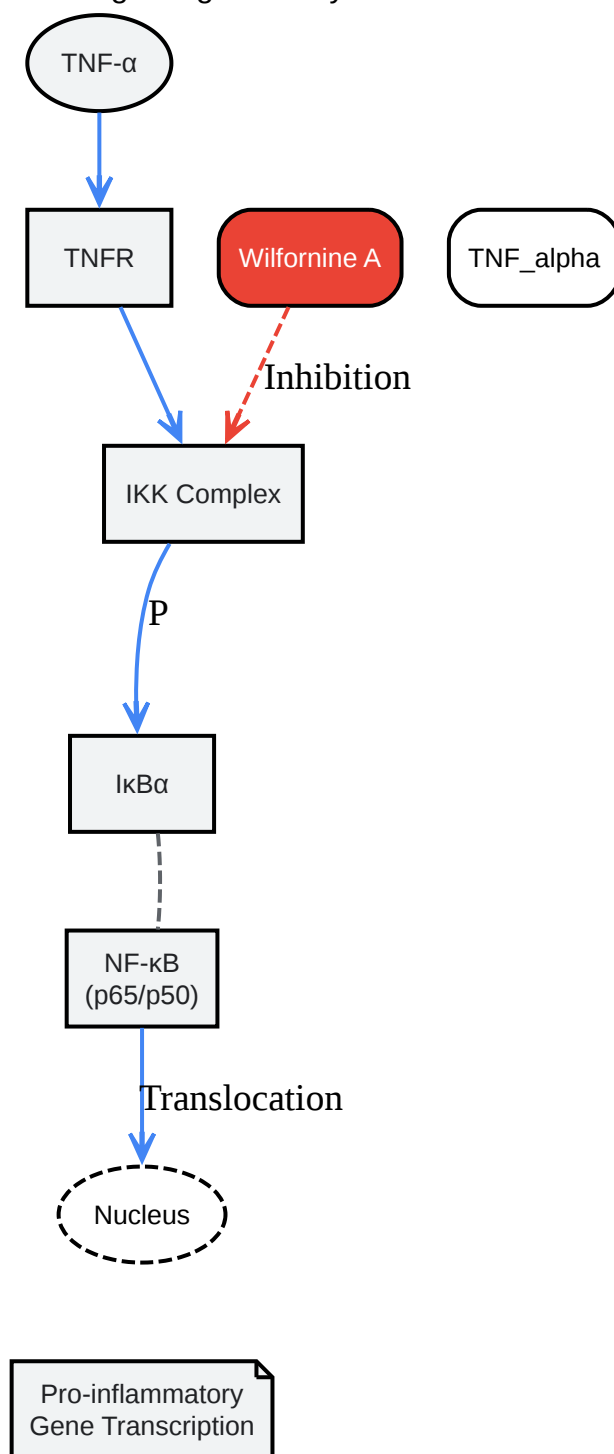 TNF-α
TNFR
Wilfornine A
TNF_alpha
Inhibition
IKK Complex
P
IκBα
NF-κB
(p65/p50)
Translocation
Nucleus
Pro-inflammatory
Gene Transcription